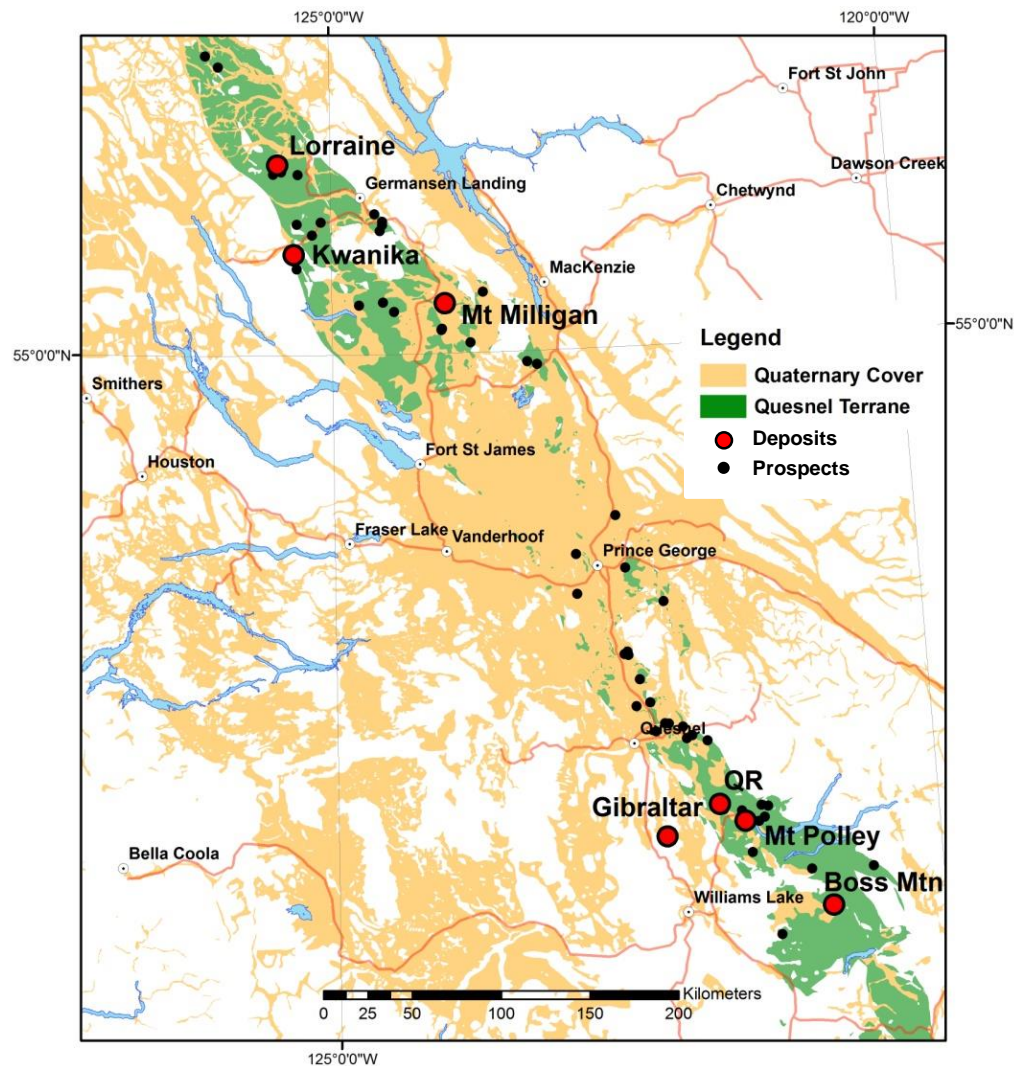 125°0'0"W
120°0'0"W
Fort St John
Lorraine
Dawson Creek
Germansen Landing
Chetwynd
Kwanika
MacKenzie
Mt Milligan
55°0'0"N
55°0'0"N
Legend
Quaternary Cover
Quesnel Terrane
Deposits
Prospects
Smithers
Fort St James
Houston
Fraser Lake
Vanderhoof
Prince George
Quesnel
QR
Gibraltar
Mt Polley
Bella Coola
Boss Mtn
Williams Lake
Kilometers
0 25 50 100 150 200
125°0'0"W